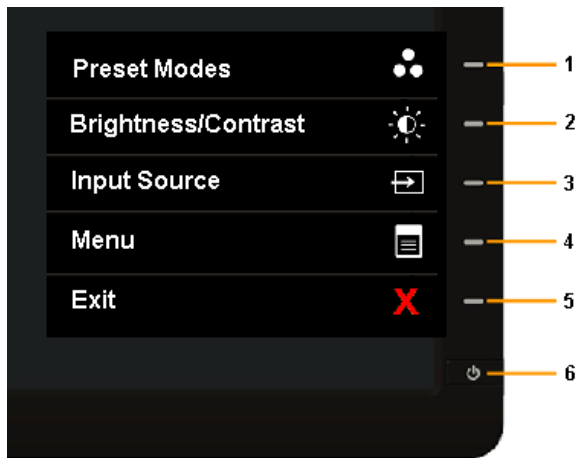 Preset Modes 1
Brightness/Contrast 2
Input Source 3
Menu 4
Exit X 5
6